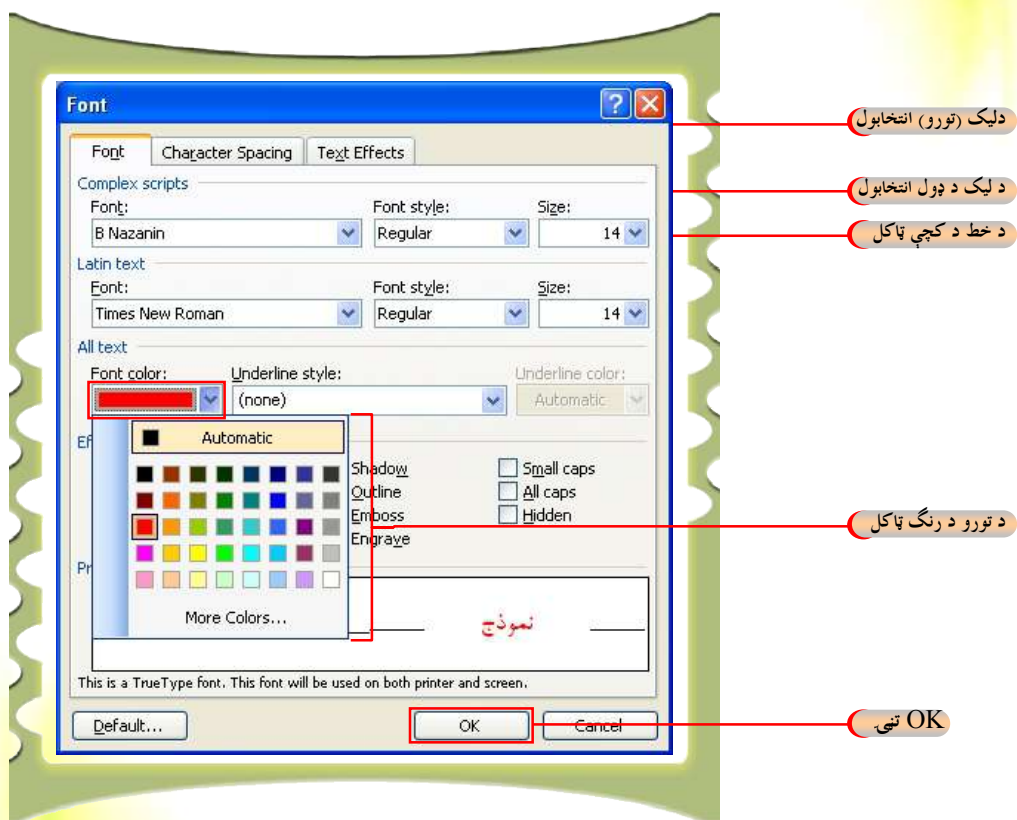 Font
Font Character Spacing Text Effects
دلیک (تورو) انتخابول
Complex scripts
د لیک د ډول انتخابول
Font: Font style: Size:
B Nazanin Regular 14
د خط د کچې ټاکل
Latin text
Font: Font style: Size:
Times New Roman Regular 14
All text
Font color: Underline style: Underline color:
(none) Automatic
Automatic
Shadow Small caps
Outline All caps
Emboss Hidden
د تورو د رنگ ټاکل
Engrave
More Colors...
نموذج
This is a TrueType font. This font will be used on both printer and screen.
Default... OK Cancel
OK تڼۍ